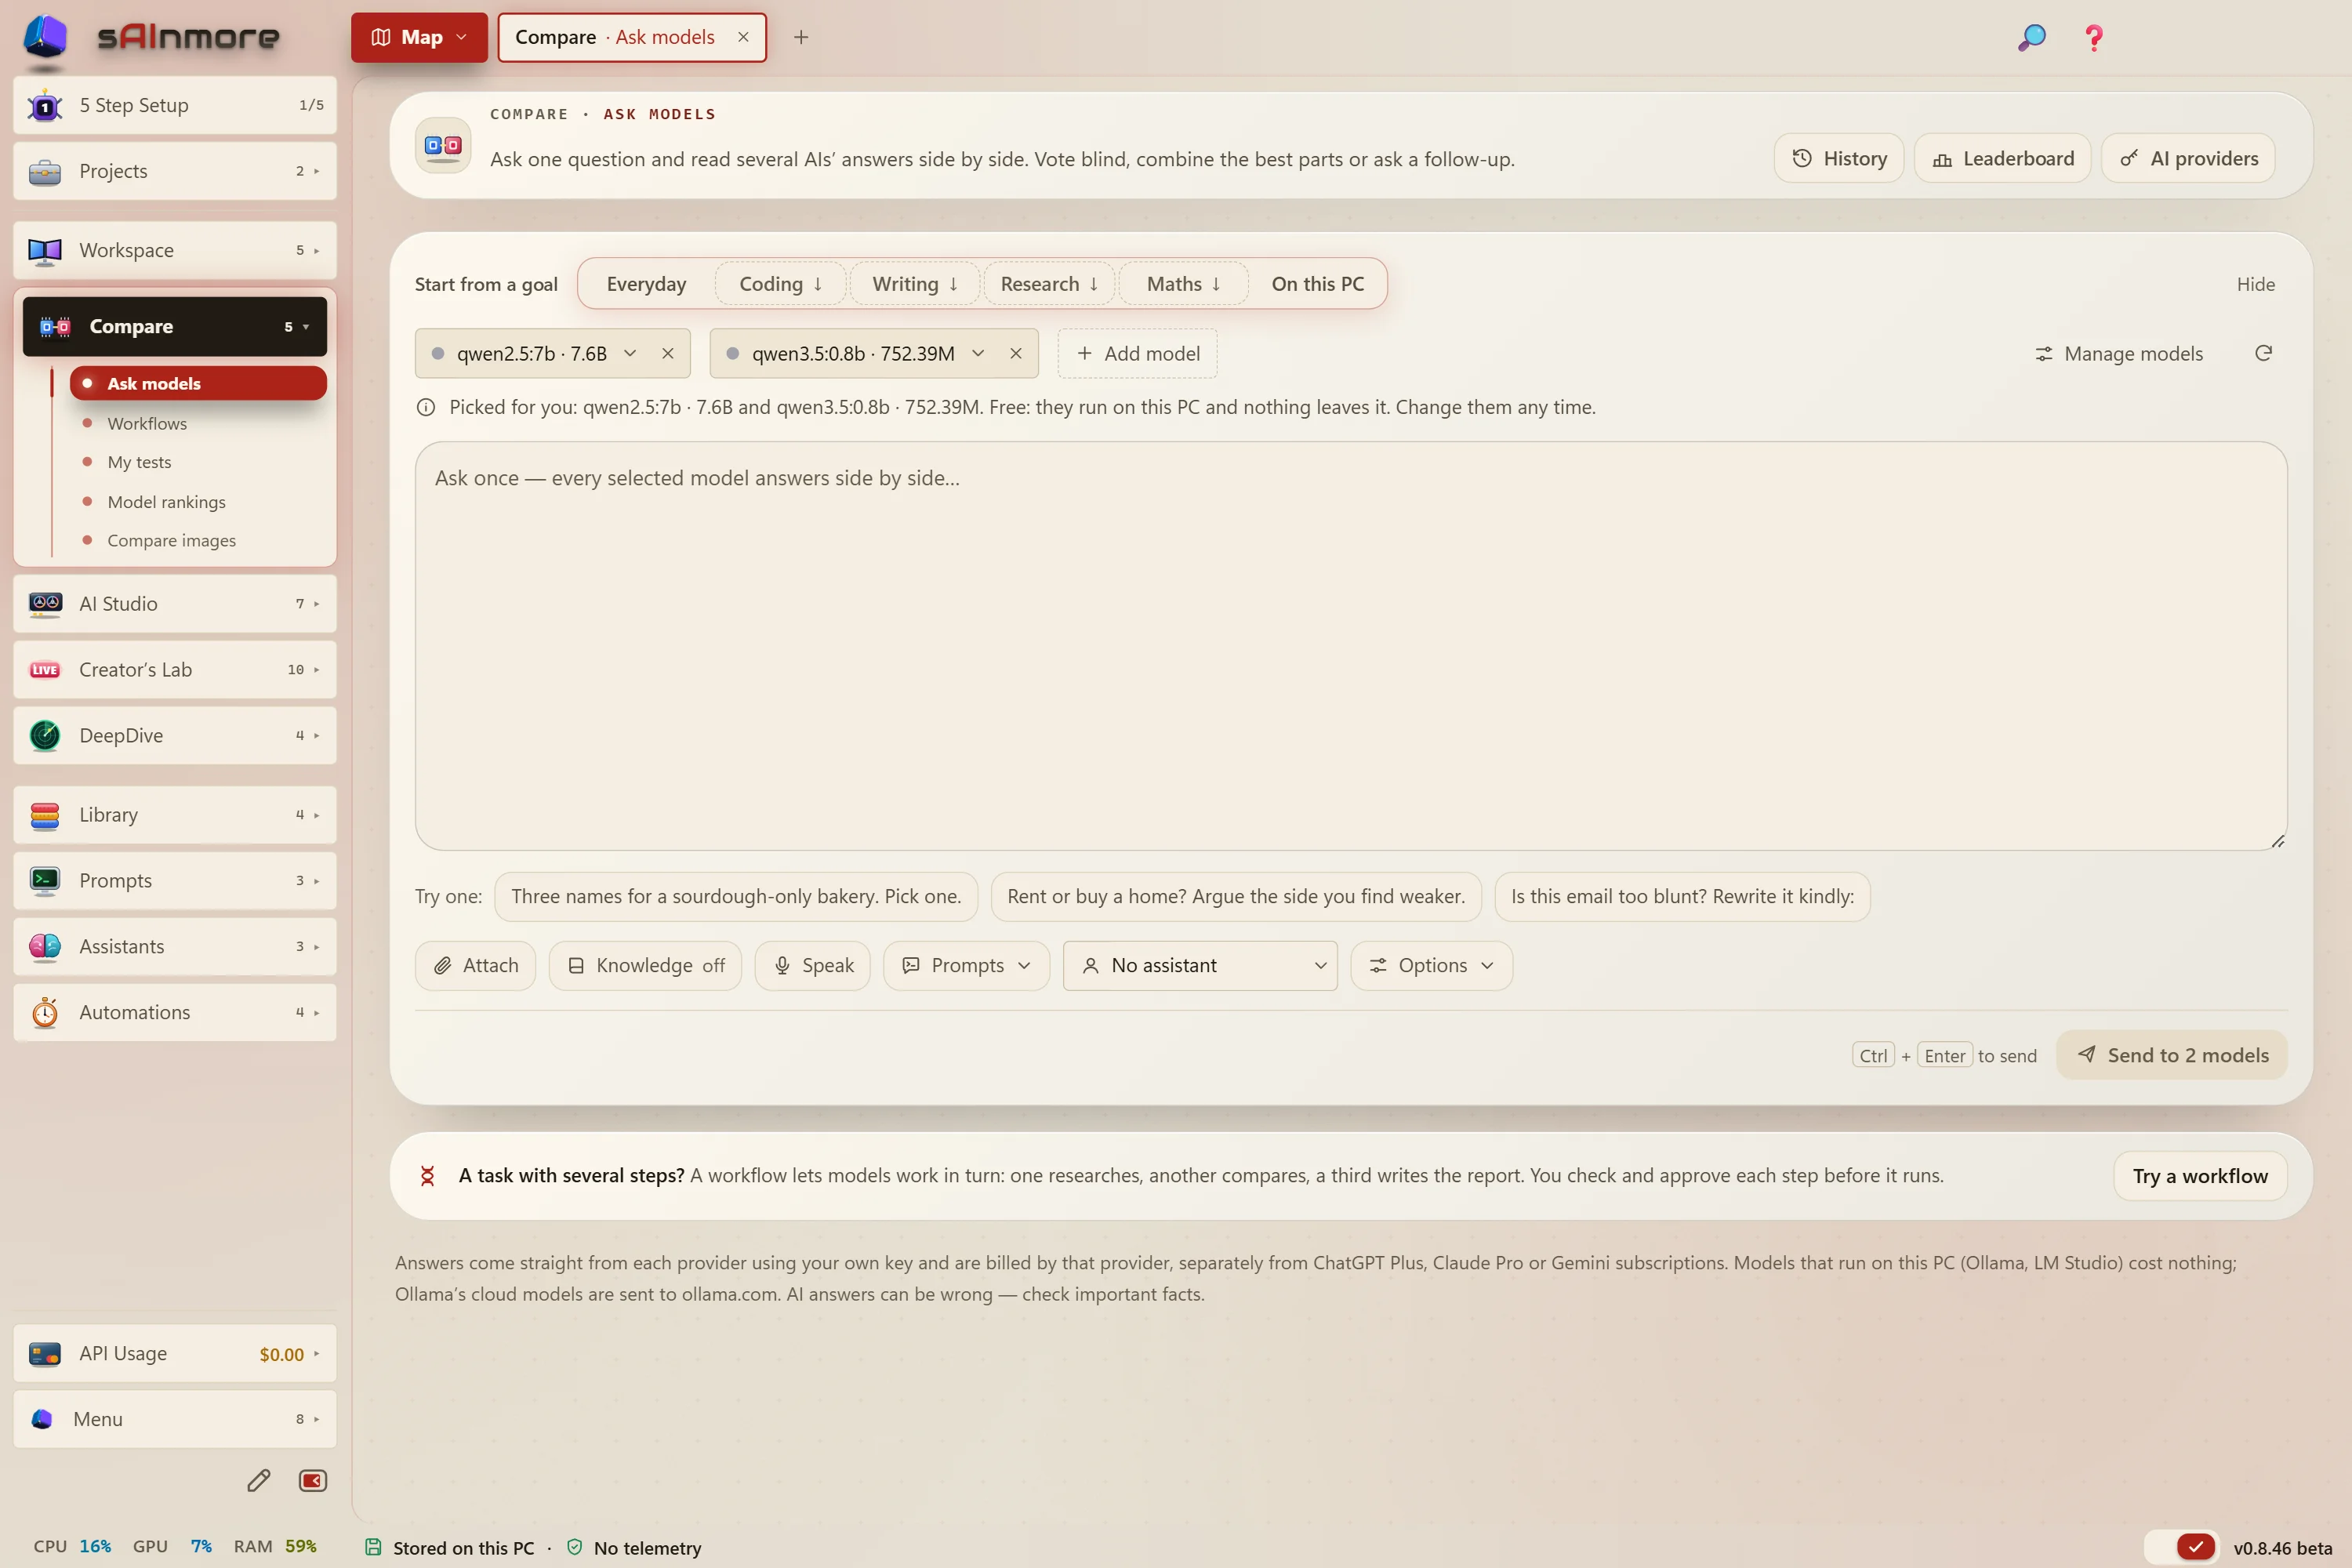 sAInmore
Map
Compare · Ask models
5 Step Setup 1/5
Projects 2
Workspace 5
Compare 5
Ask models
Workflows
My tests
Model rankings
Compare images
AI Studio 7
LIVE Creator's Lab 10
DeepDive 4
Library 4
Prompts 3
Assistants 3
Automations 4
API Usage $0.00
Menu 8
CPU 16% GPU 7% RAM 59%
COMPARE · ASK MODELS
Ask one question and read several AIs' answers side by side. Vote blind, combine the best parts or ask a follow-up.
History Leaderboard AI providers
Start from a goal Everyday Coding ↓ Writing ↓ Research ↓ Maths ↓ On this PC Hide
qwen2.5:7b · 7.6B qwen3.5:0.8b · 752.39M + Add model Manage models
Picked for you: qwen2.5:7b · 7.6B and qwen3.5:0.8b · 752.39M. Free: they run on this PC and nothing leaves it. Change them any time.
Ask once — every selected model answers side by side...
Try one: Three names for a sourdough-only bakery. Pick one. Rent or buy a home? Argue the side you find weaker. Is this email too blunt? Rewrite it kindly:
Attach Knowledge off Speak Prompts No assistant Options
Ctrl + Enter to send Send to 2 models
A task with several steps? A workflow lets models work in turn: one researches, another compares, a third writes the report. You check and approve each step before it runs. Try a workflow
Answers come straight from each provider using your own key and are billed by that provider, separately from ChatGPT Plus, Claude Pro or Gemini subscriptions. Models that run on this PC (Ollama, LM Studio) cost nothing;
Ollama's cloud models are sent to ollama.com. AI answers can be wrong — check important facts.
Stored on this PC · No telemetry
v0.8.46 beta